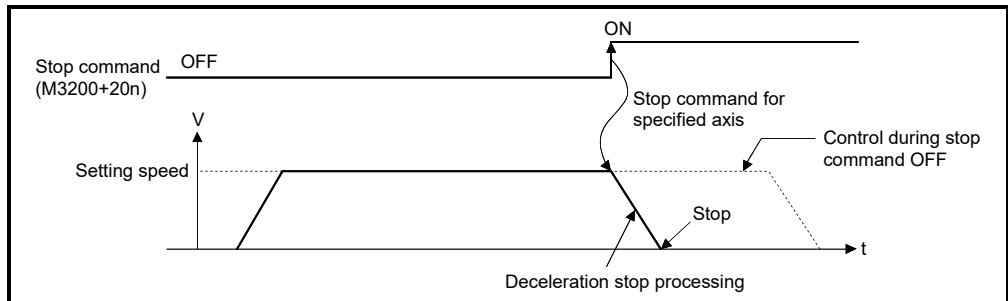 ON
Stop command
(M3200+20n)
OFF
V
Stop command for
specified axis
Control during stop
command OFF
Setting speed
Stop
t
Deceleration stop processing